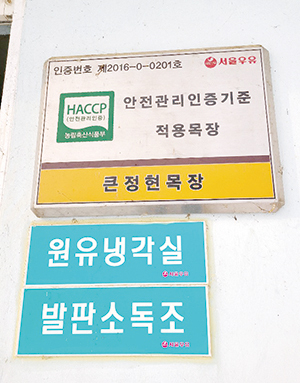 인증번호 제2016-0-0201호
서울우유
HACCP
(안전관리인증)
농림축산식품부
안전관리인증기준
적용목장
큰정현목장
원유냉각실
서울우유
발판소독조
서울우유